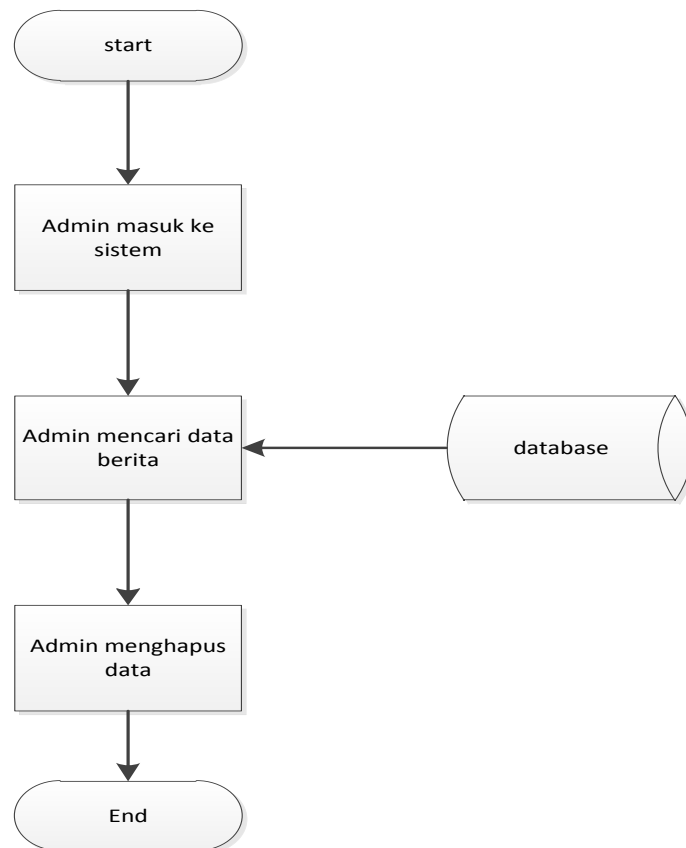 start
Admin masuk ke
sistem
Admin mencari data
berita
database
Admin menghapus
data
End